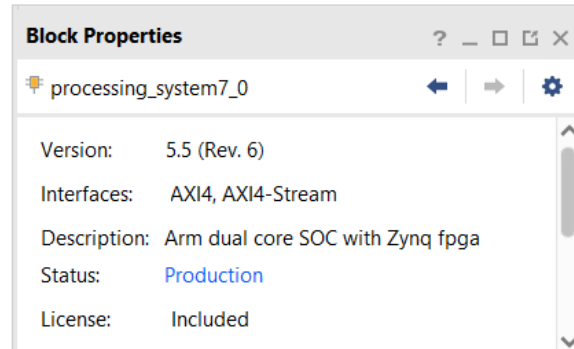 Block Properties
processing_system7_0
Version: 5.5 (Rev. 6)
Interfaces: AXI4, AXI4-Stream
Description: Arm dual core SOC with Zynq fpga
Status: Production
License: Included